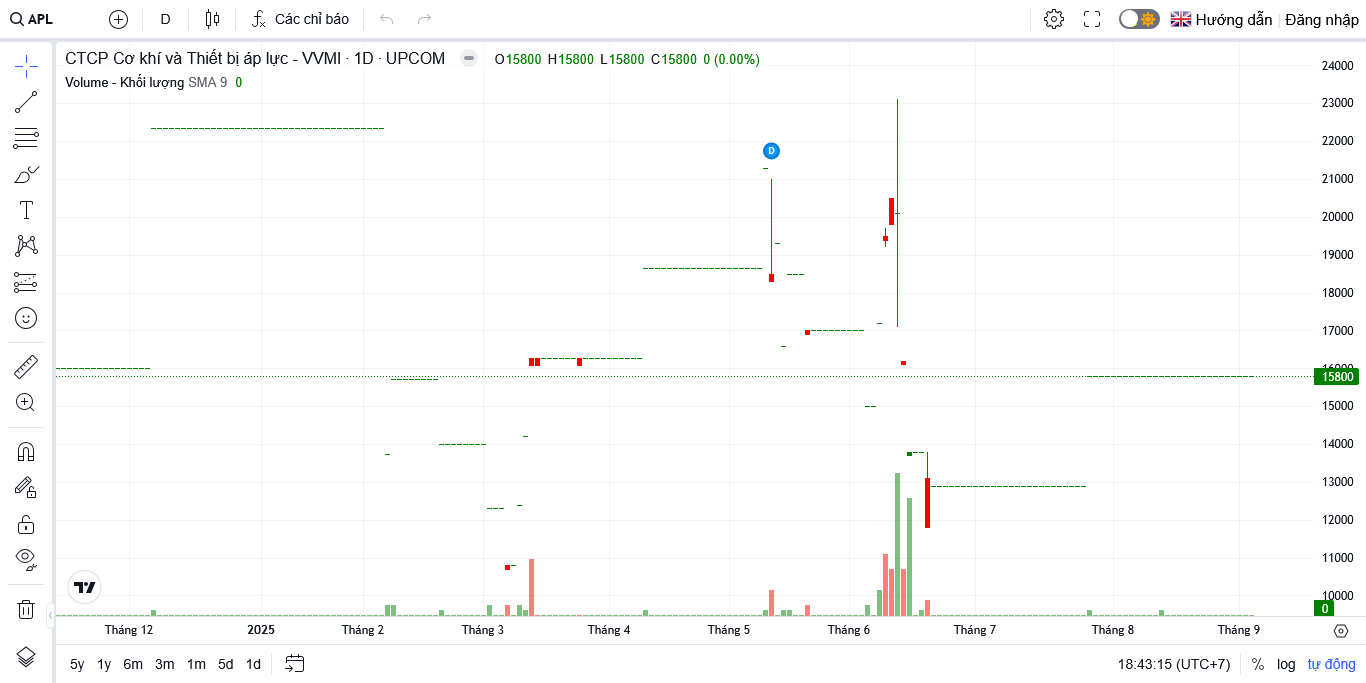 APL D Các chỉ báo Hướng dẫn Đăng nhập
CTCP Cơ khí và Thiết bị áp lực - VVMI · 1D · UPCOM O15800 H15800 L15800 C15800 0 (0.00%)
Volume - Khối lượng SMA 9 0
24000
23000
22000
D
21000
20000
19000
18000
17000
16000
15800
15000
14000
13000
12000
11000
10000
0
Tháng 12 2025 Tháng 2 Tháng 3 Tháng 4 Tháng 5 Tháng 6 Tháng 7 Tháng 8 Tháng 9
5y 1y 6m 3m 1m 5d 1d 18:43:15 (UTC+7) % log tự động